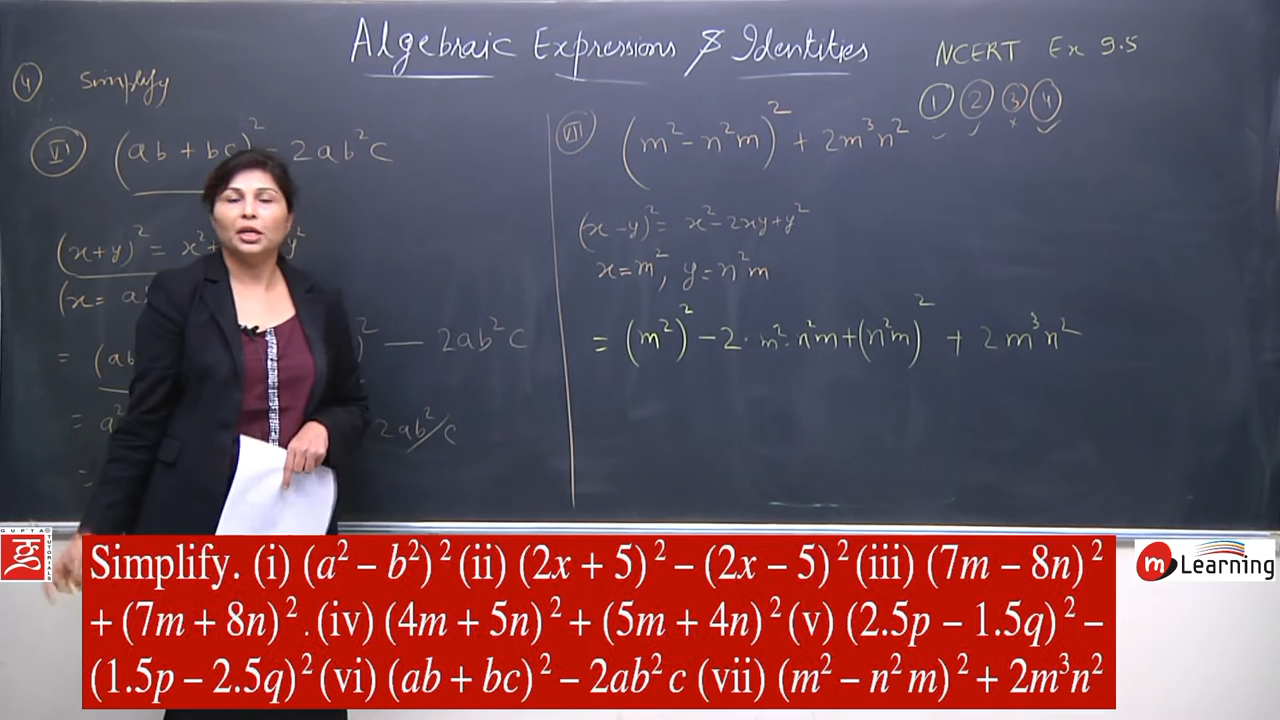 Algebraic Expressions & Identities
NCERT Ex 9.5
① ② ③ ④
④ Simplify
VI (ab + bc)² - 2ab²c
(x+y)² = x²+ y²
(x= a
= (ab ² — 2ab²c
= a² 2ab²c
=
VII (m² - n²m)² + 2m³n²
(x-y)² = x² - 2xy + y²
x = m², y = n²m
= (m²)² - 2· m²· n²m + (n²m)² + 2m³n²
GUPTA TUTORIALS
Simplify. (i) (a² – b²)² (ii) (2x + 5)² – (2x – 5)² (iii) (7m – 8n)²
+ (7m + 8n)² . (iv) (4m + 5n)² + (5m + 4n)² (v) (2.5p – 1.5q)² –
(1.5p – 2.5q)² (vi) (ab + bc)² – 2ab²c (vii) (m² – n²m)² + 2m³n²
m Learning